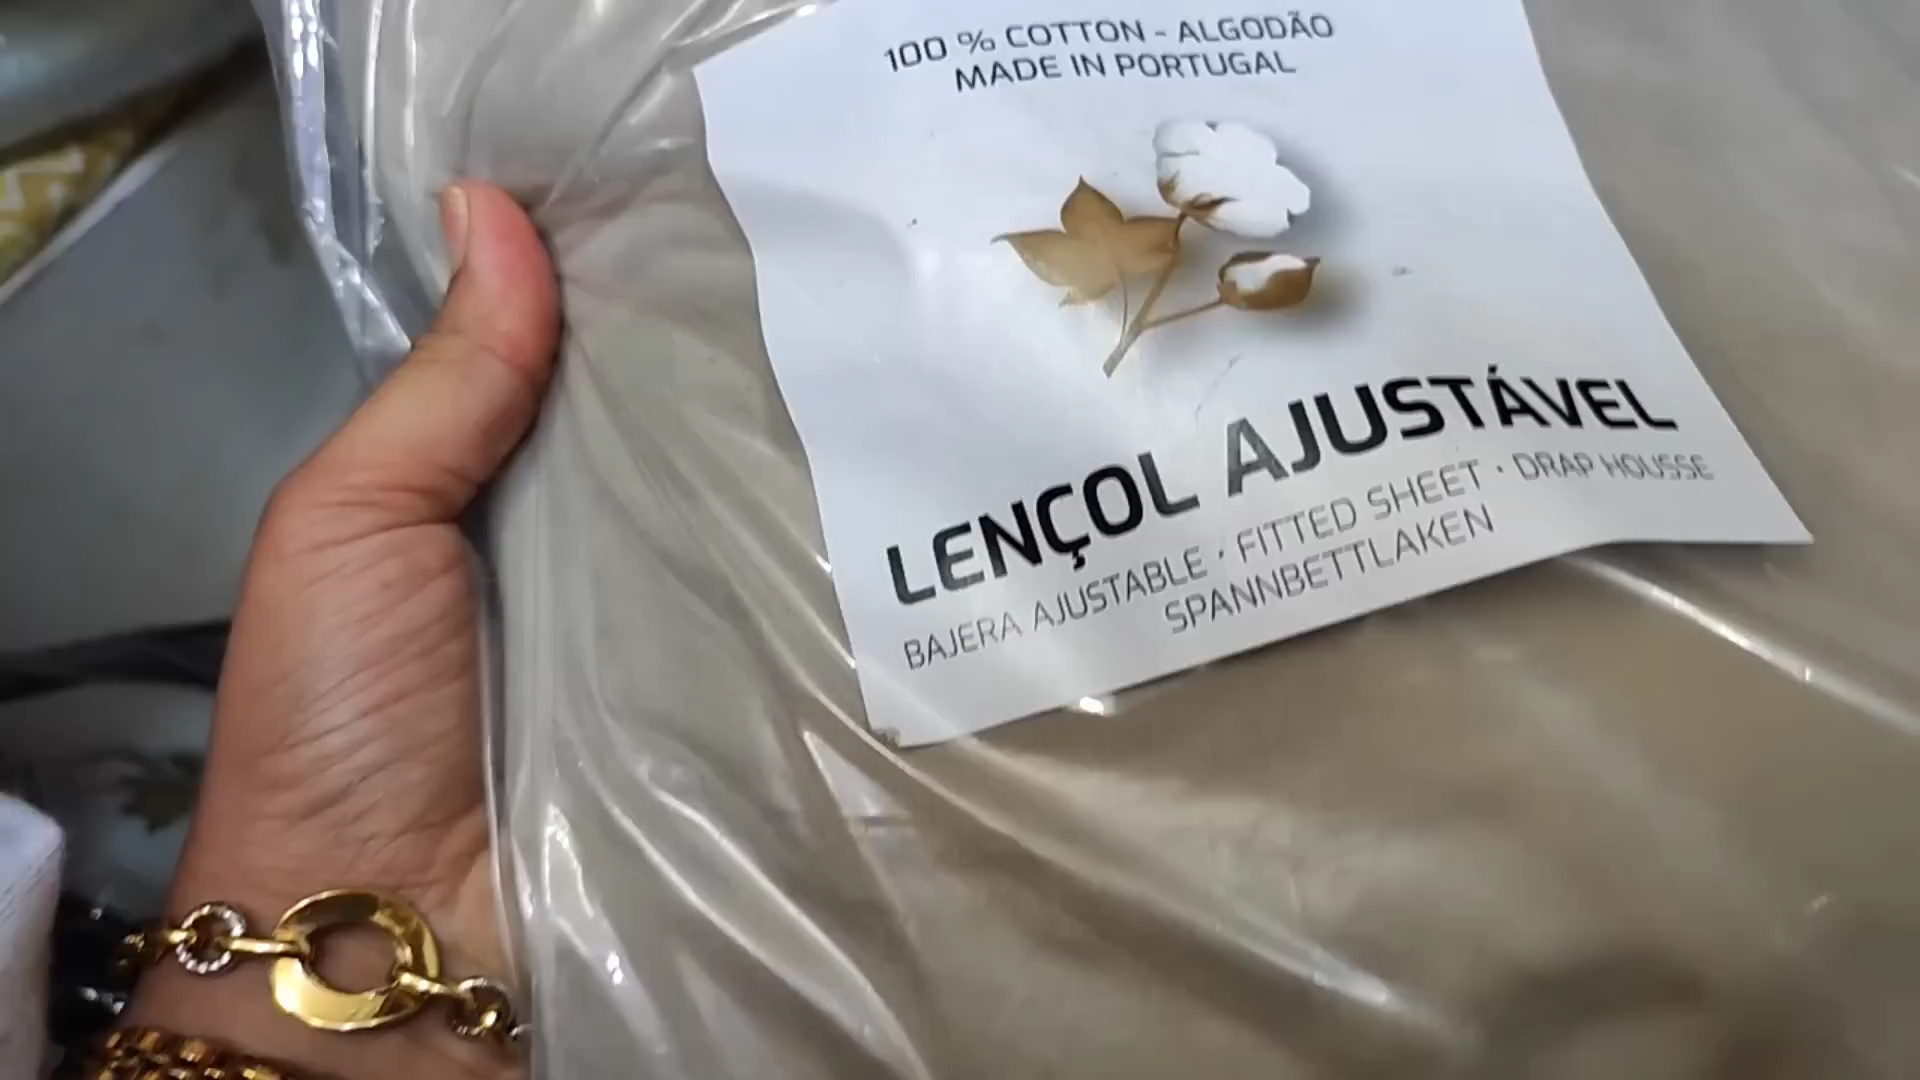 100 % COTTON - ALGODÃO
MADE IN PORTUGAL
LENÇOL AJUSTÁVEL
BAJERA AJUSTABLE · FITTED SHEET · DRAP HOUSSE
SPANNBETTLAKEN